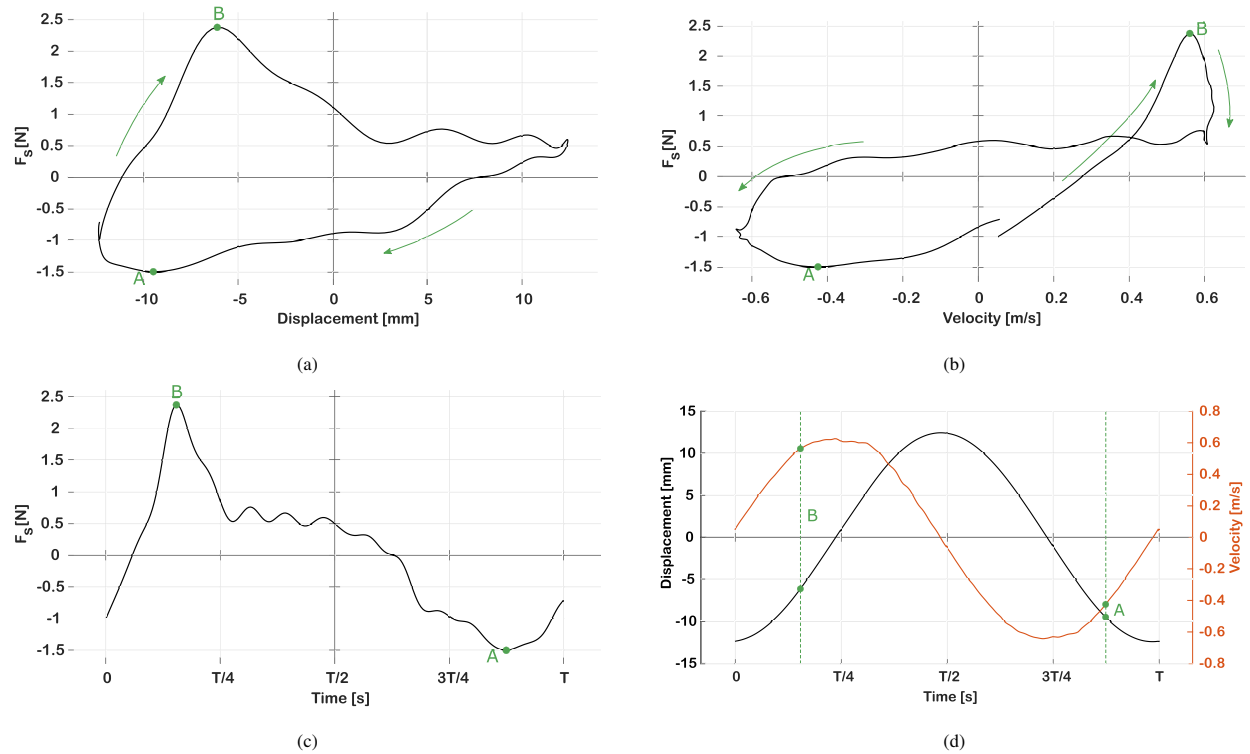 B
2.5
2
1.5
1
0.5
0
-0.5
-1
-1.5
Fs[N]
A
-10
-5
0
5
10
Displacement [mm]
(a)
B
2.5
2
1.5
1
0.5
0
-0.5
-1
-1.5
Fs[N]
A
-0.6
-0.4
-0.2
0
0.2
0.4
0.6
Velocity [m/s]
(b)
B
2.5
2
1.5
1
0.5
0
-0.5
-1
-1.5
Fs[N]
A
0
T/4
T/2
3T/4
T
Time [s]
(c)
15
10
5
0
-5
-10
-15
Displacement [mm]
B
A
0.8
0.6
0.4
0.2
0
-0.2
-0.4
-0.6
-0.8
Velocity [m/s]
0
T/4
T/2
3T/4
T
Time [s]
(d)